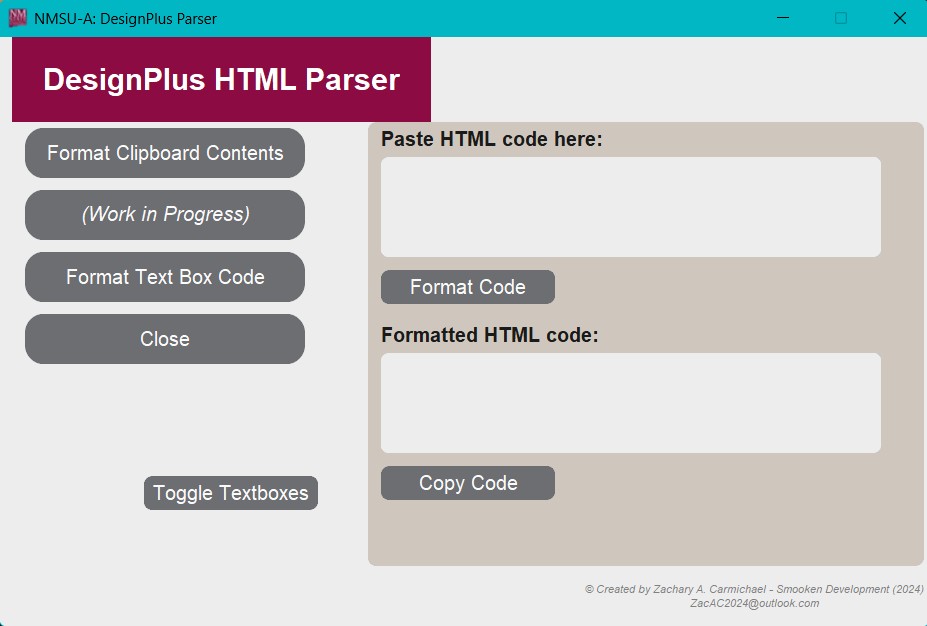 NMSU-A: DesignPlus Parser
DesignPlus HTML Parser
Format Clipboard Contents
(Work in Progress)
Format Text Box Code
Close
Toggle Textboxes
Paste HTML code here:
Format Code
Formatted HTML code:
Copy Code
© Created by Zachary A. Carmichael - Smooken Development (2024)
ZacAC2024@outlook.com